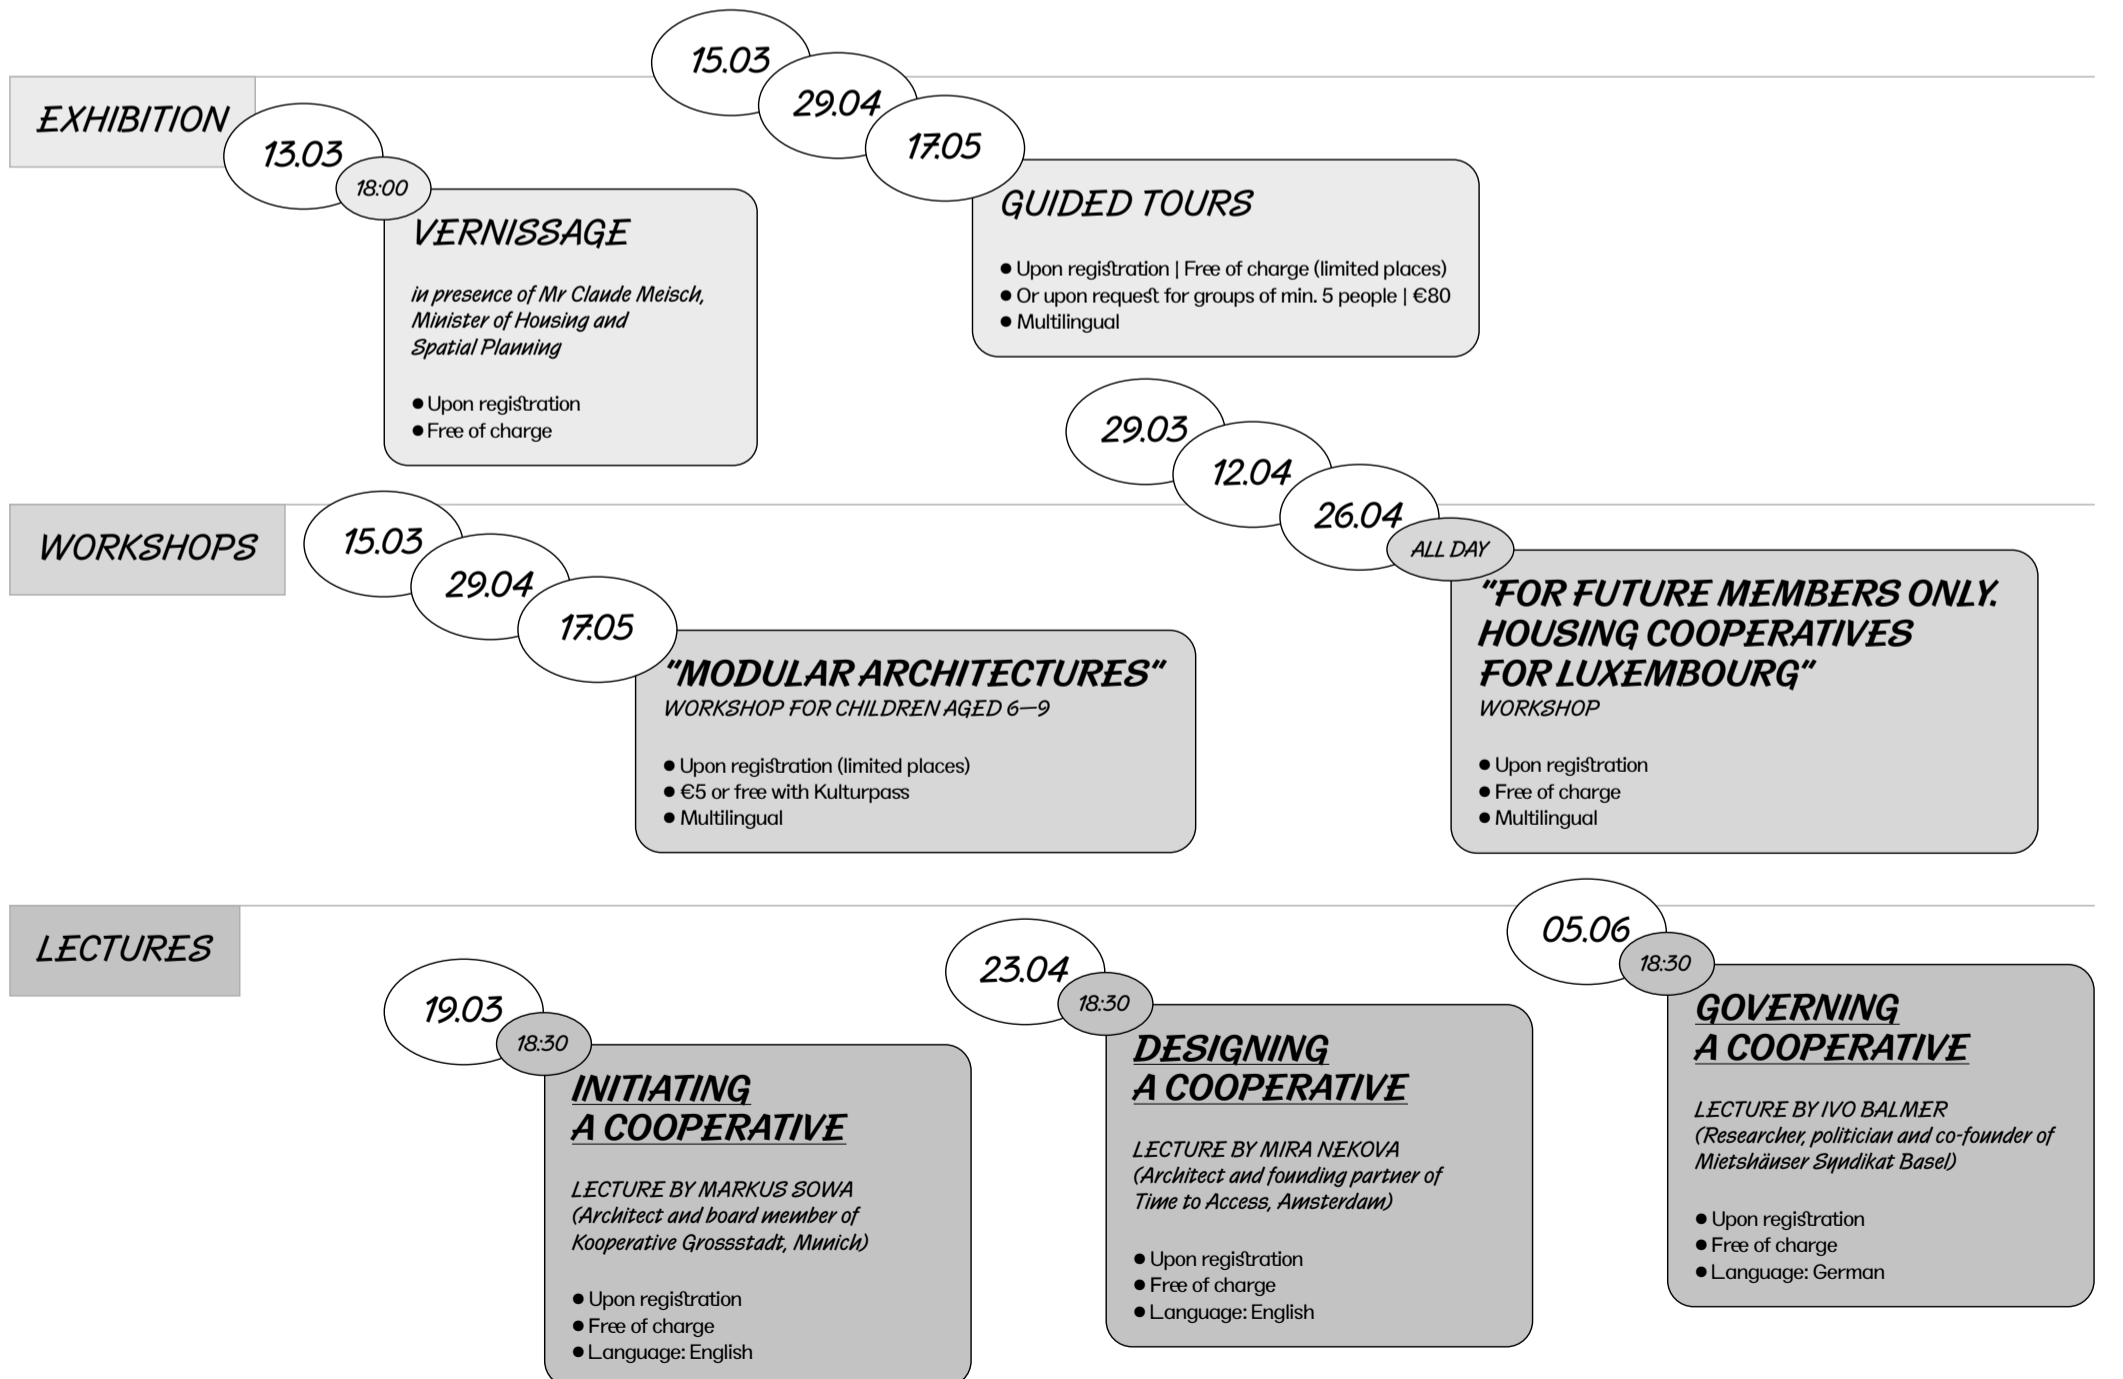 EXHIBITION
13.03
18:00
VERNISSAGE
in presence of Mr Claude Meisch,
Minister of Housing and
Spatial Planning
● Upon registration
● Free of charge
15.03
29.04
17.05
GUIDED TOURS
● Upon registration | Free of charge (limited places)
● Or upon request for groups of min. 5 people | €80
● Multilingual
WORKSHOPS
15.03
29.04
17.05
"MODULAR ARCHITECTURES"
WORKSHOP FOR CHILDREN AGED 6—9
● Upon registration (limited places)
● €5 or free with Kulturpass
● Multilingual
29.03
12.04
26.04
ALL DAY
"FOR FUTURE MEMBERS ONLY.
HOUSING COOPERATIVES
FOR LUXEMBOURG"
WORKSHOP
● Upon registration
● Free of charge
● Multilingual
LECTURES
19.03
18:30
INITIATING
A COOPERATIVE
LECTURE BY MARKUS SOWA
(Architect and board member of
Kooperative Grossstadt, Munich)
● Upon registration
● Free of charge
● Language: English
23.04
18:30
DESIGNING
A COOPERATIVE
LECTURE BY MIRA NEKOVA
(Architect and founding partner of
Time to Access, Amsterdam)
● Upon registration
● Free of charge
● Language: English
05.06
18:30
GOVERNING
A COOPERATIVE
LECTURE BY IVO BALMER
(Researcher, politician and co-founder of
Mietshäuser Syndikat Basel)
● Upon registration
● Free of charge
● Language: German